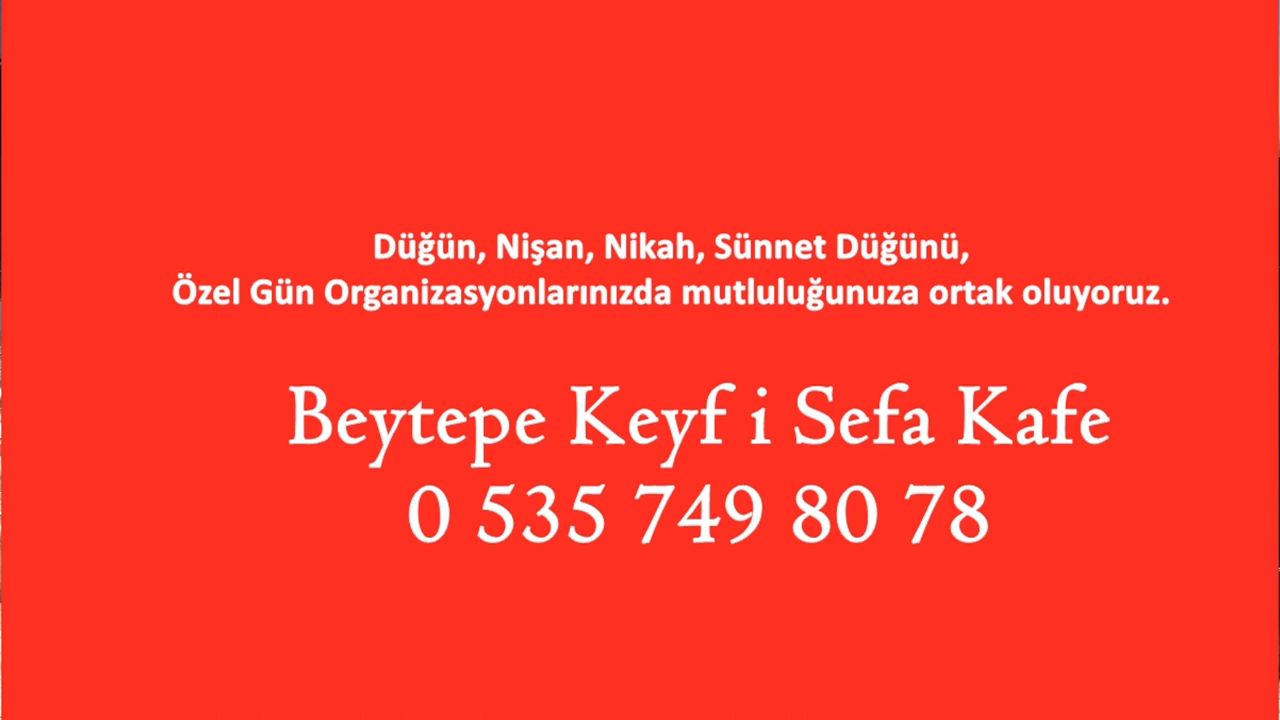 Düğün, Nişan, Nikah, Sünnet Düğünü,
Özel Gün Organizasyonlarınızda mutluluğunuza ortak oluyoruz.
Beytepe Keyf i Sefa Kafe
0 535 749 80 78